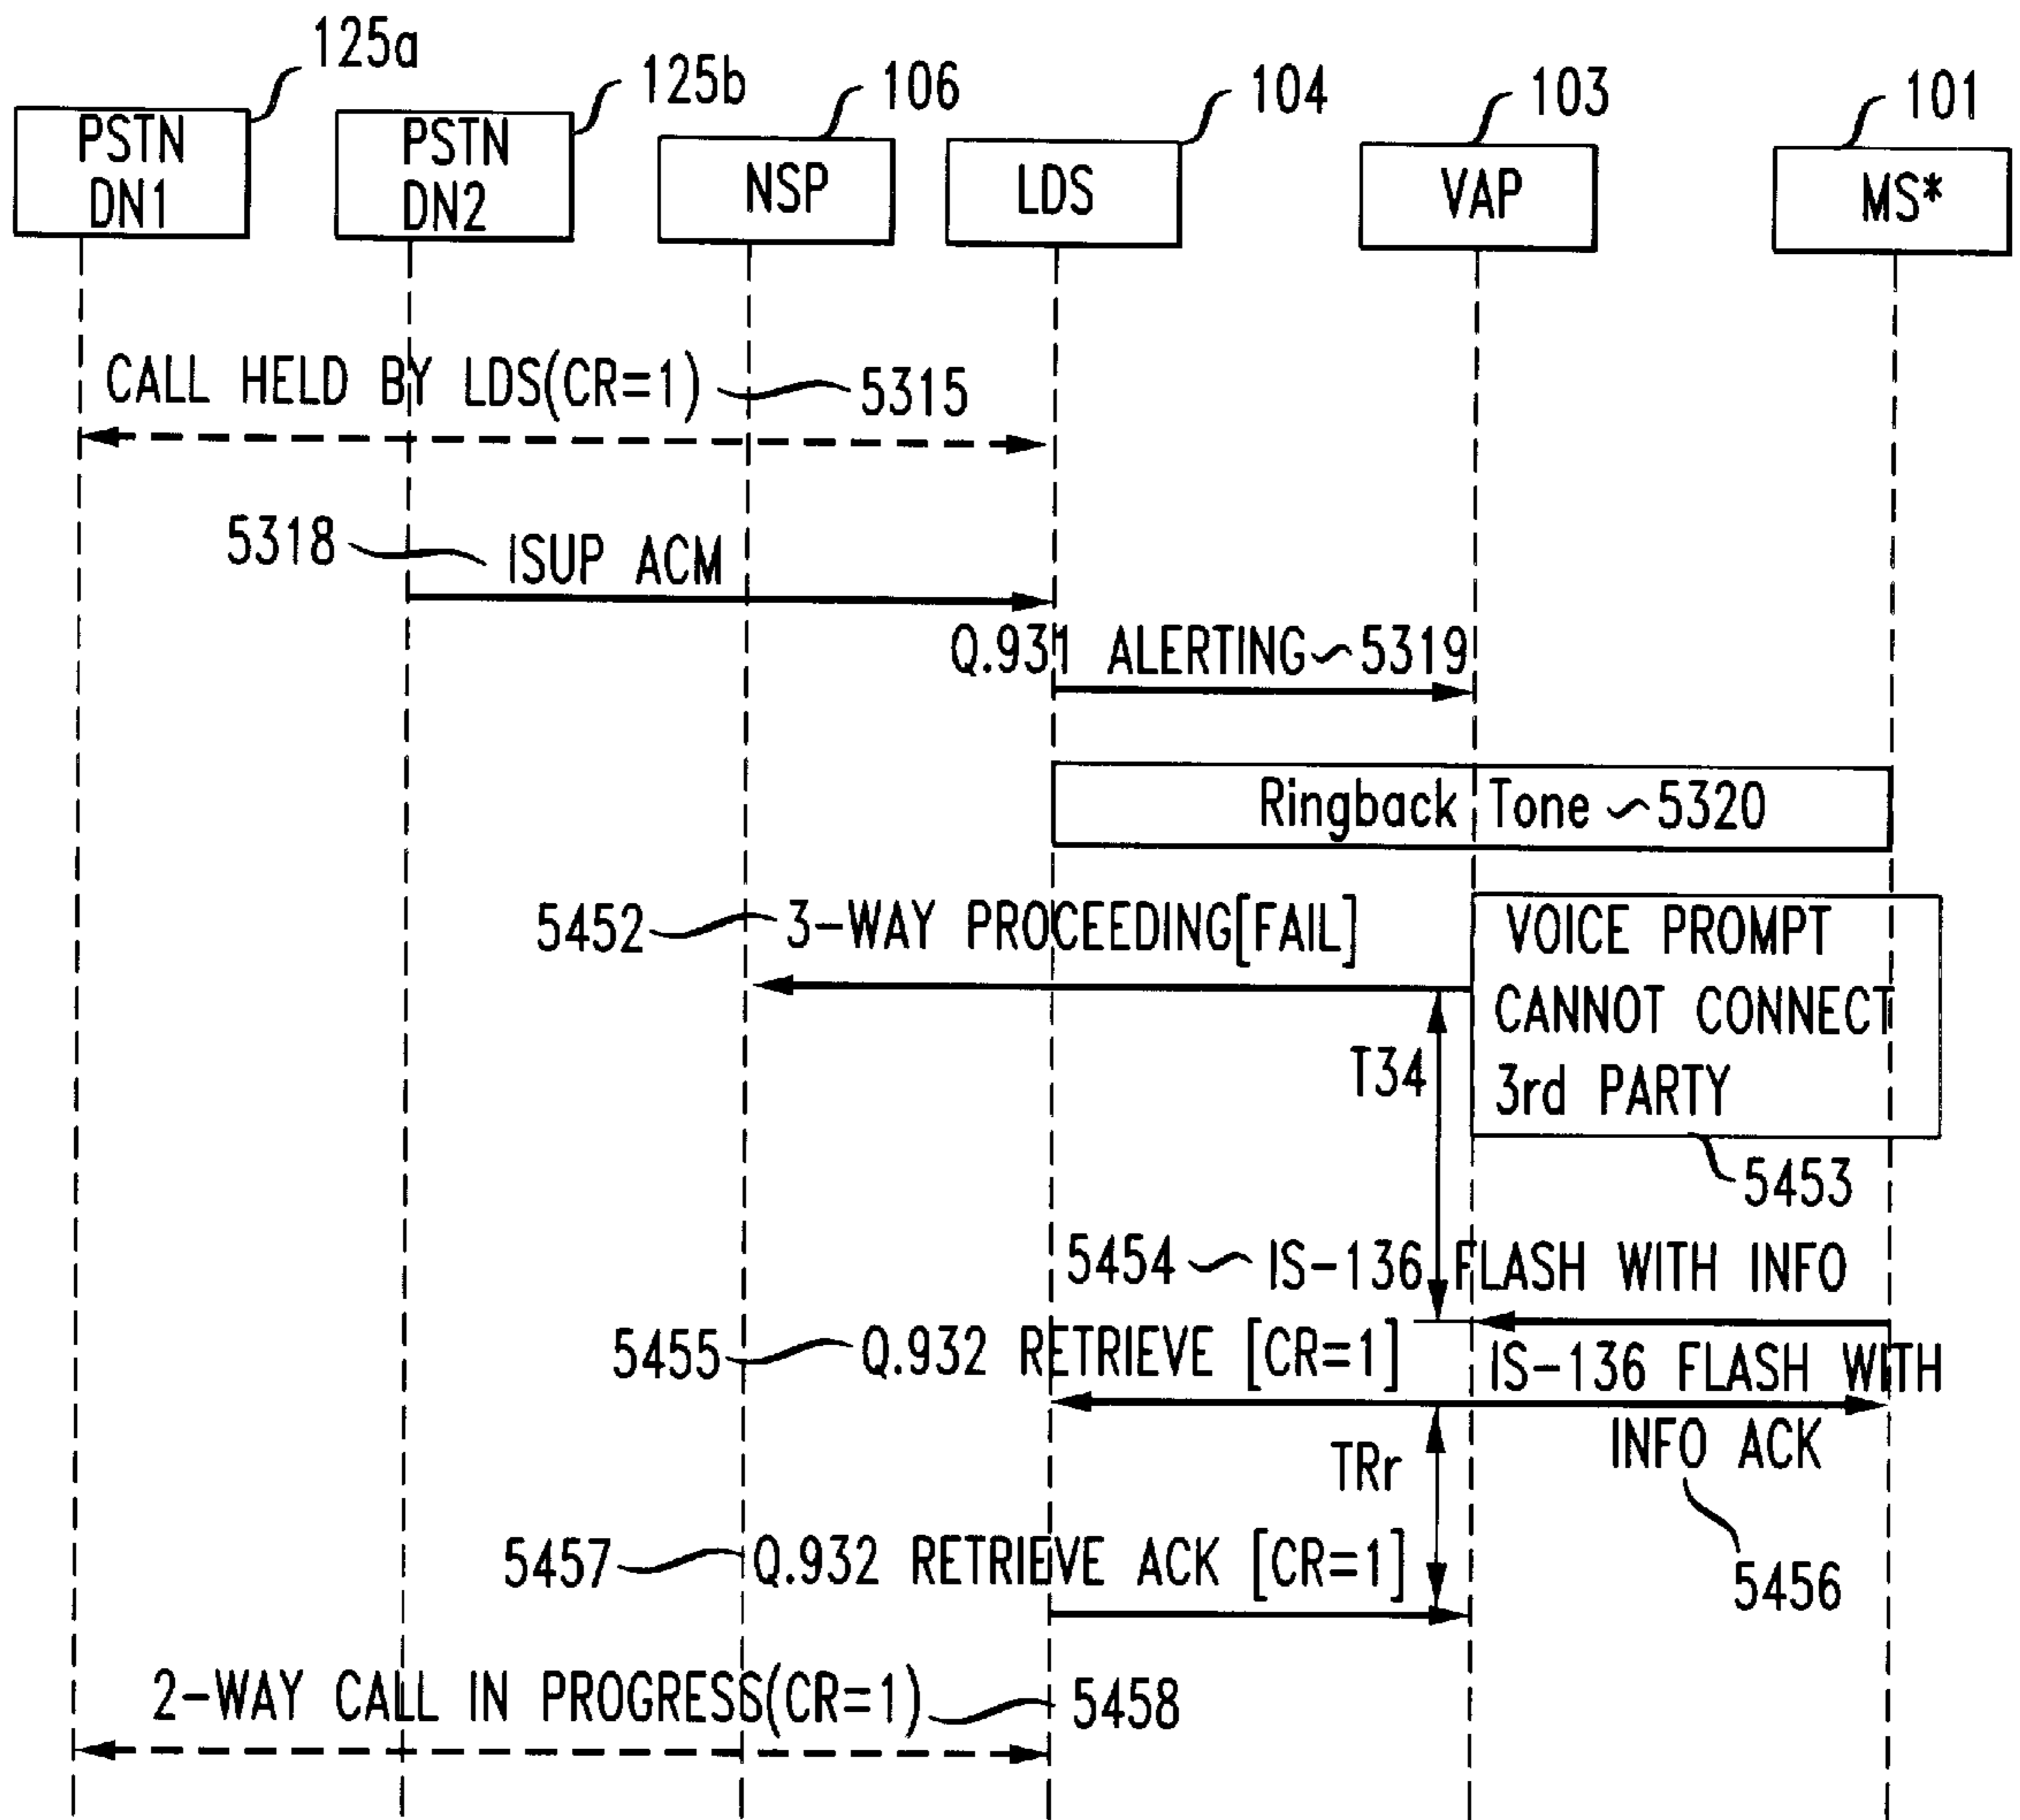 125a
125b
106
104
103
101
PSTN
DN1
PSTN
DN2
NSP
LDS
VAP
MS*
CALL HELD BY LDS(CR=1)
5315
5318
ISUP ACM
Q.931 ALERTING
5319
Ringback Tone
5320
5452
3-WAY PROCEEDING[FAIL]
VOICE PROMPT
CANNOT CONNECT
3rd PARTY
T34
5453
5454
IS-136 FLASH WITH INFO
5455
Q.932 RETRIEVE [CR=1]
IS-136 FLASH WITH
INFO ACK
TRr
5456
5457
Q.932 RETRIEVE ACK [CR=1]
2-WAY CALL IN PROGRESS(CR=1)
5458